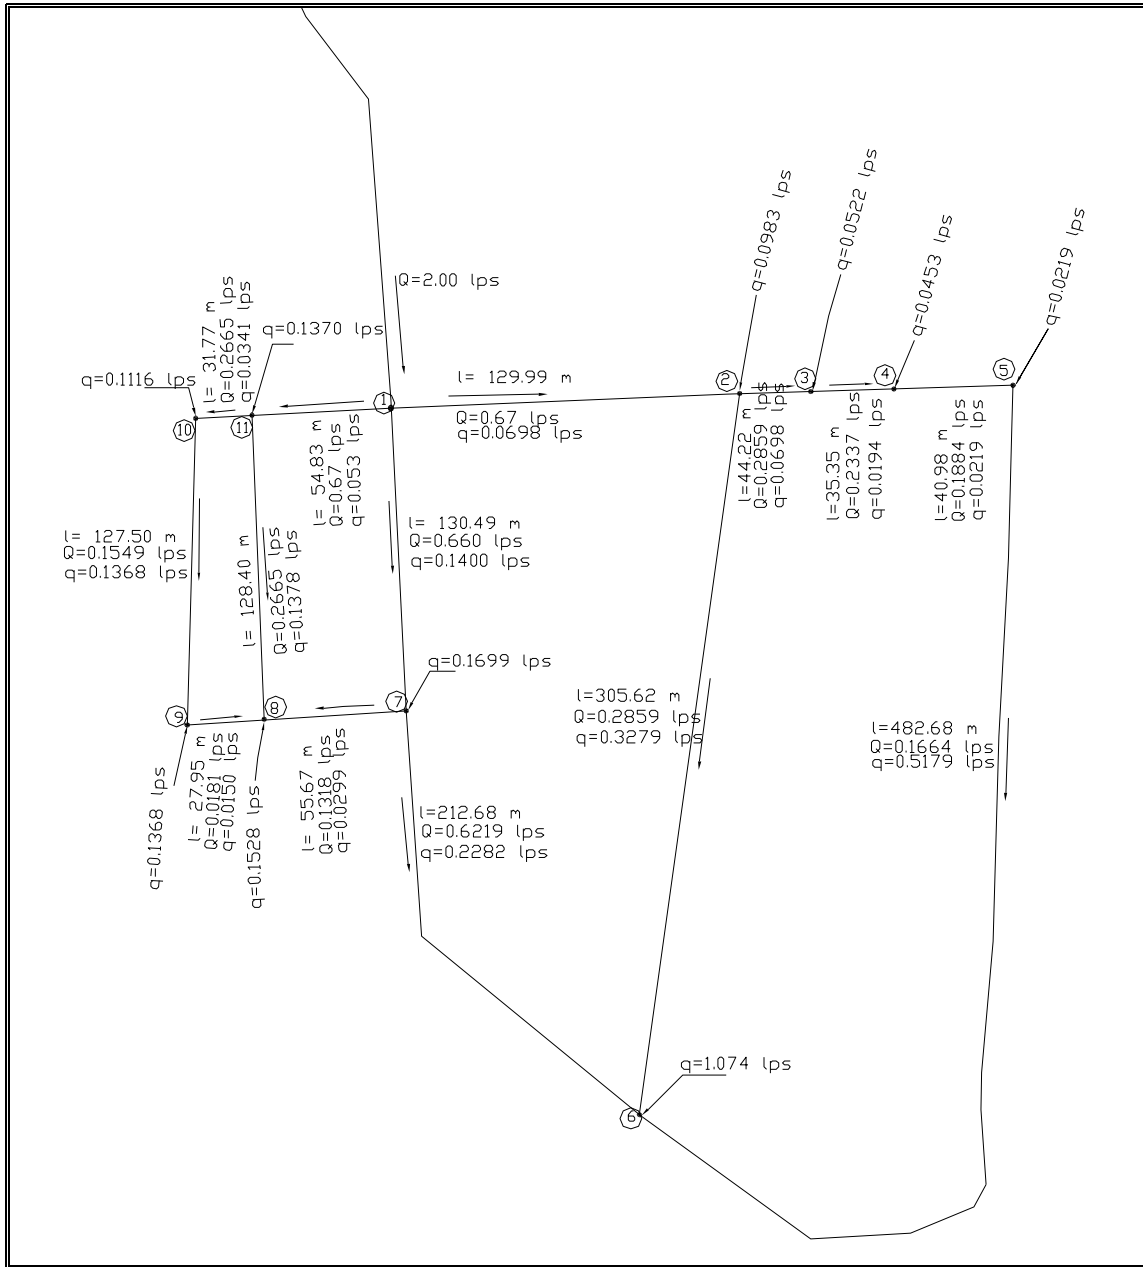 q=0.0983 lps
q=0.0522 lps
q=0.0453 lps
q=0.0219 lps
Q=2.00 lps
l= 31.77 m
Q=0.2665 lps
q=0.0341 lps
q=0.1370 lps
q=0.1116 lps
10
11
1
l= 129.99 m
Q=0.67 lps
q=0.0698 lps
2
3
4
5
l= 54.83 m
Q=0.67 lps
q=0.053 lps
l=44.22 m
Q=0.2859 lps
q=0.0698 lps
l=35.35 m
Q=0.2337 lps
q=0.0194 lps
l=40.98 m
Q=0.1884 lps
q=0.0219 lps
l= 127.50 m
Q=0.1549 lps
q=0.1368 lps
l= 128.40 m
Q=0.2665 lps
q=0.1378 lps
l= 130.49 m
Q=0.660 lps
q=0.1400 lps
q=0.1699 lps
9
8
7
l=305.62 m
Q=0.2859 lps
q=0.3279 lps
l=482.68 m
Q=0.1664 lps
q=0.5179 lps
q=0.1368 lps
l= 27.95 m
Q=0.0181 lps
q=0.0150 lps
q=0.1528 lps
l= 55.67 m
Q=0.1318 lps
q=0.0299 lps
l=212.68 m
Q=0.6219 lps
q=0.2282 lps
q=1.074 lps
6